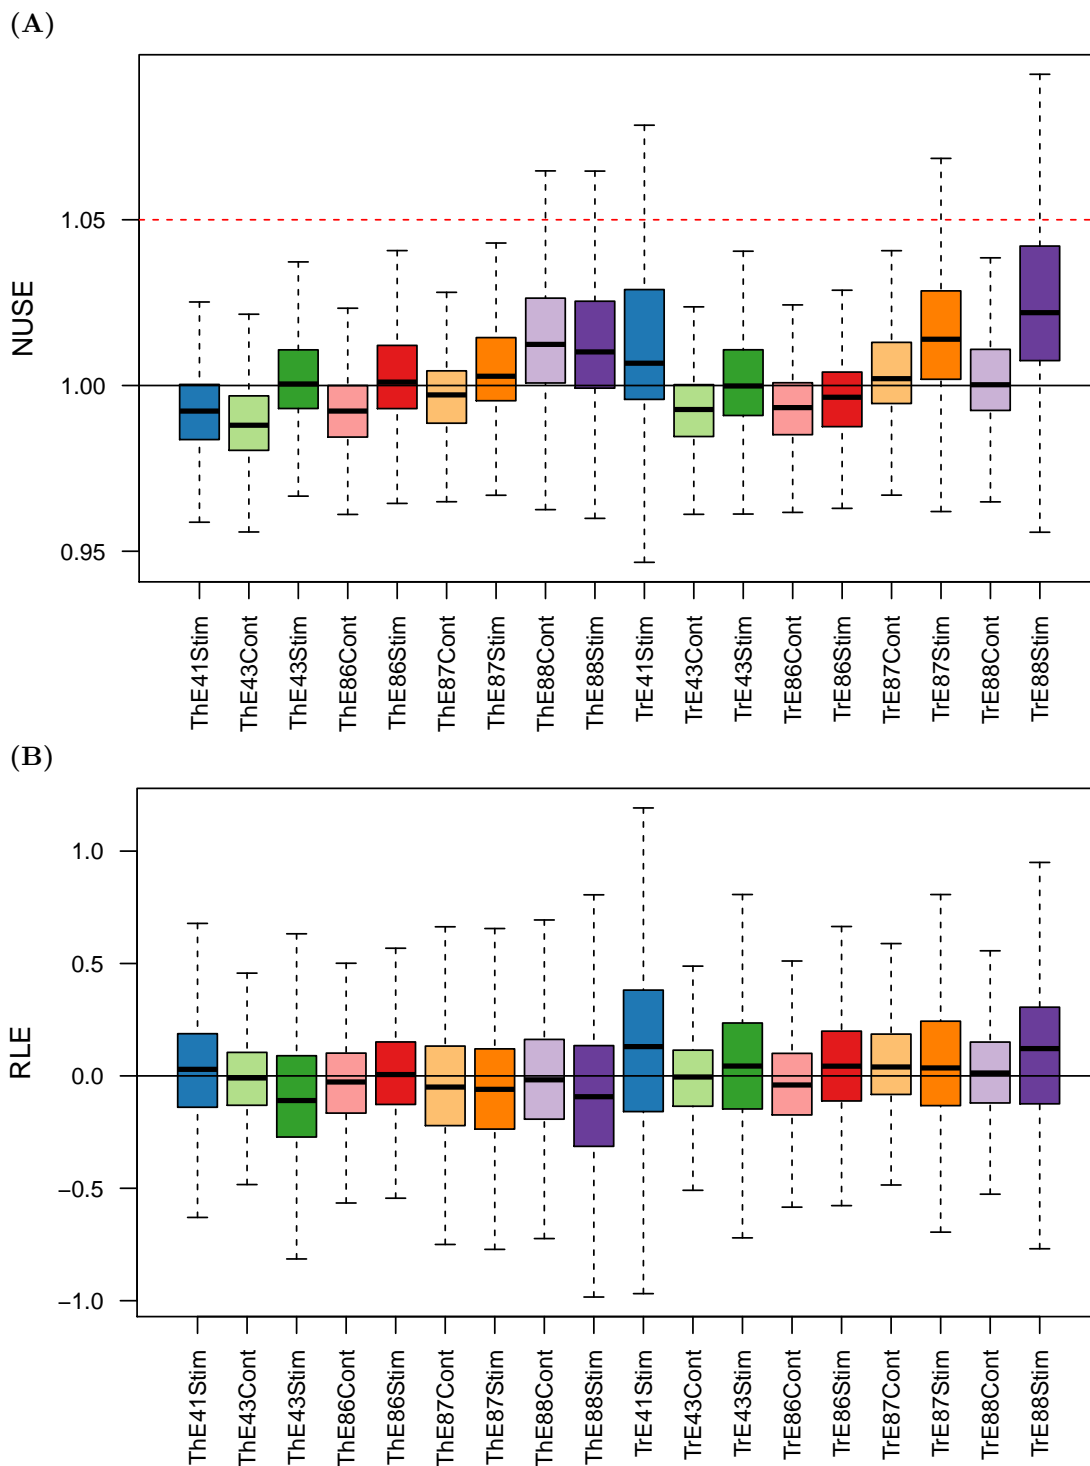 (A)
NUSE
1.05
1.00
0.95
ThE41Stim
ThE43Cont
ThE43Stim
ThE86Cont
ThE86Stim
ThE87Cont
ThE87Stim
ThE88Cont
ThE88Stim
TrE41Stim
TrE43Cont
TrE43Stim
TrE86Cont
TrE86Stim
TrE87Cont
TrE87Stim
TrE88Cont
TrE88Stim
(B)
RLE
1.0
0.5
0.0
−0.5
−1.0
ThE41Stim
ThE43Cont
ThE43Stim
ThE86Cont
ThE86Stim
ThE87Cont
ThE87Stim
ThE88Cont
ThE88Stim
TrE41Stim
TrE43Cont
TrE43Stim
TrE86Cont
TrE86Stim
TrE87Cont
TrE87Stim
TrE88Cont
TrE88Stim